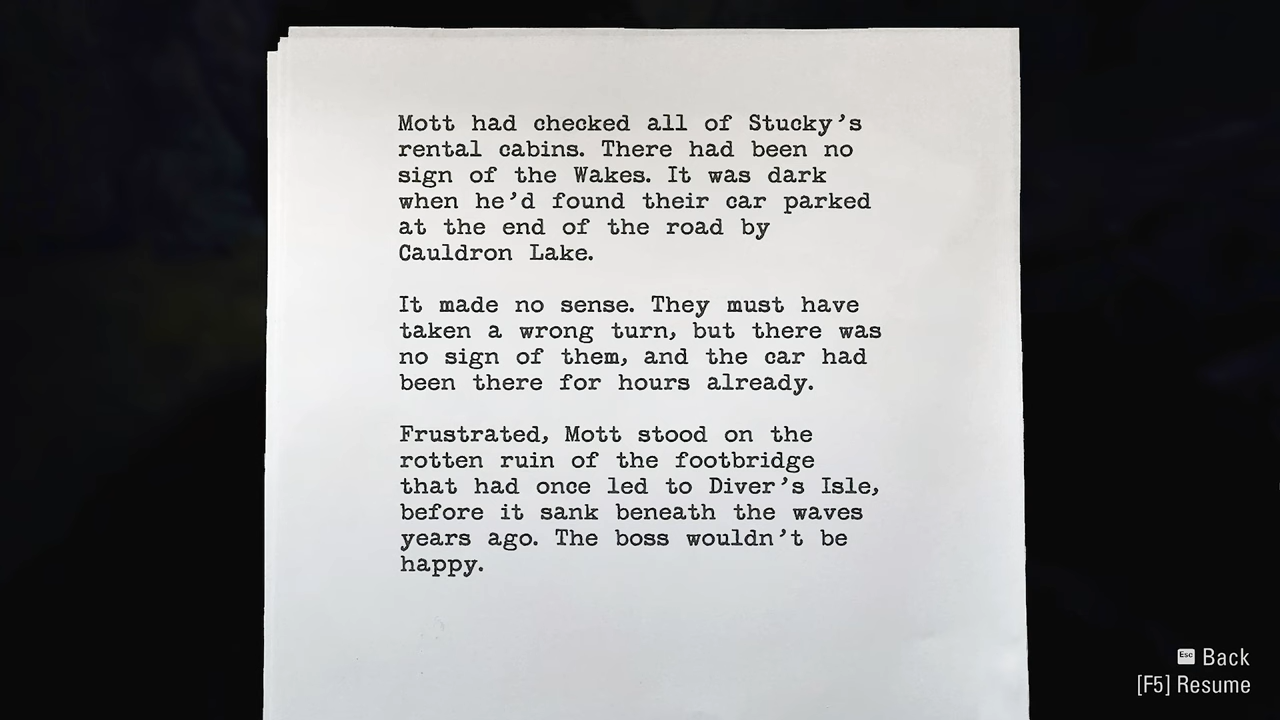 Mott had checked all of Stucky's
rental cabins. There had been no
sign of the Wakes. It was dark
when he'd found their car parked
at the end of the road by
Cauldron Lake.
It made no sense. They must have
taken a wrong turn, but there was
no sign of them, and the car had
been there for hours already.
Frustrated, Mott stood on the
rotten ruin of the footbridge
that had once led to Diver's Isle,
before it sank beneath the waves
years ago. The boss wouldn't be
happy.
Esc Back
[F5] Resume